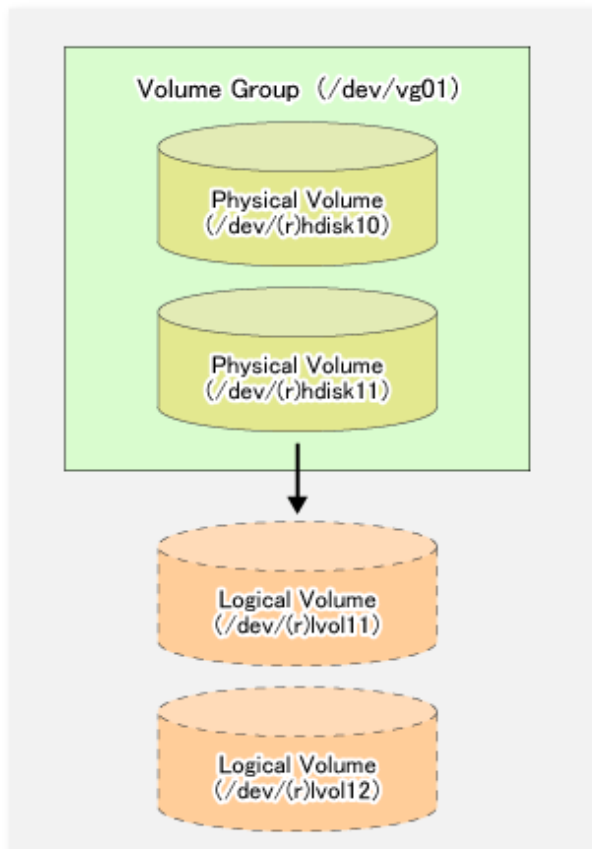 Volume Group (/dev/vg01)
Physical Volume
(/dev/(r)hdisk10)
Physical Volume
(/dev/(r)hdisk11)
Logical Volume
(/dev/(r)lvol11)
Logical Volume
(/dev/(r)lvol12)